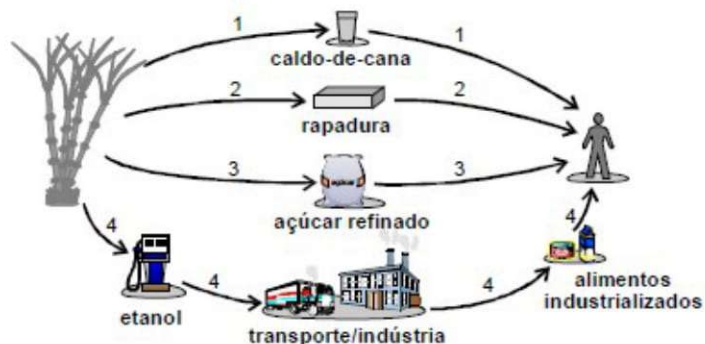 1
1
caldo-de-cana
2
2
rapadura
3
3
açúcar
açúcar refinado
4
4
4
4
etanol
transporte/indústria
alimentos
industrializados